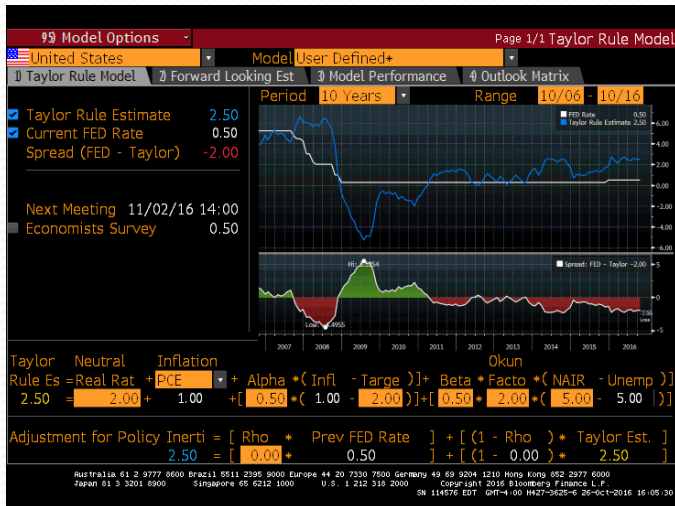 95) Model Options
Page 1/1 Taylor Rule Model
United States
Model User Defined*
1) Taylor Rule Model 2) Forward Looking Est 3) Model Performance 4) Outlook Matrix
Period 10 Years Range 10/06 - 10/16
Taylor Rule Estimate 2.50
Current FED Rate 0.50
Spread (FED - Taylor) -2.00
Next Meeting 11/02/16 14:00
Economists Survey 0.50
FED Rate 0.50
Taylor Rule Estimate 2.50
6.00
4.00
2.00
0.00
-2.00
-4.00
-6.00
Spread: FED - Taylor -2.00
5
0
-5
2007 2008 2009 2010 2011 2012 2013 2014 2015 2016
Taylor Neutral Inflation Okun
Rule Es =Real Rat + PCE + Alpha *( Infl - Targe )]+ Beta * Facto *( NAIR - Unemp )]
2.50 = 2.00 + 1.00 +[ 0.50 *( 1.00 - 2.00 )]+[ 0.50 * 2.00 *( 5.00 - 5.00 )]
Adjustment for Policy Inerti = [ Rho * Prev FED Rate ] + [ (1 - Rho ) * Taylor Est. ]
2.50 = [ 0.00 * 0.50 ] + [ (1 - 0.00 ) * 2.50 ]
Australia 61 2 9777 8600 Brazil 5511 2395 9000 Europe 44 20 7330 7500 Germany 49 69 9204 1210 Hong Kong 852 2977 6000
Japan 81 3 3201 8900 Singapore 65 6212 1000 U.S. 1 212 318 2000 Copyright 2016 Bloomberg Finance L.P.
SN 114576 EDT GMT-4:00 H427-3625-6 26-Oct-2016 16:05:30